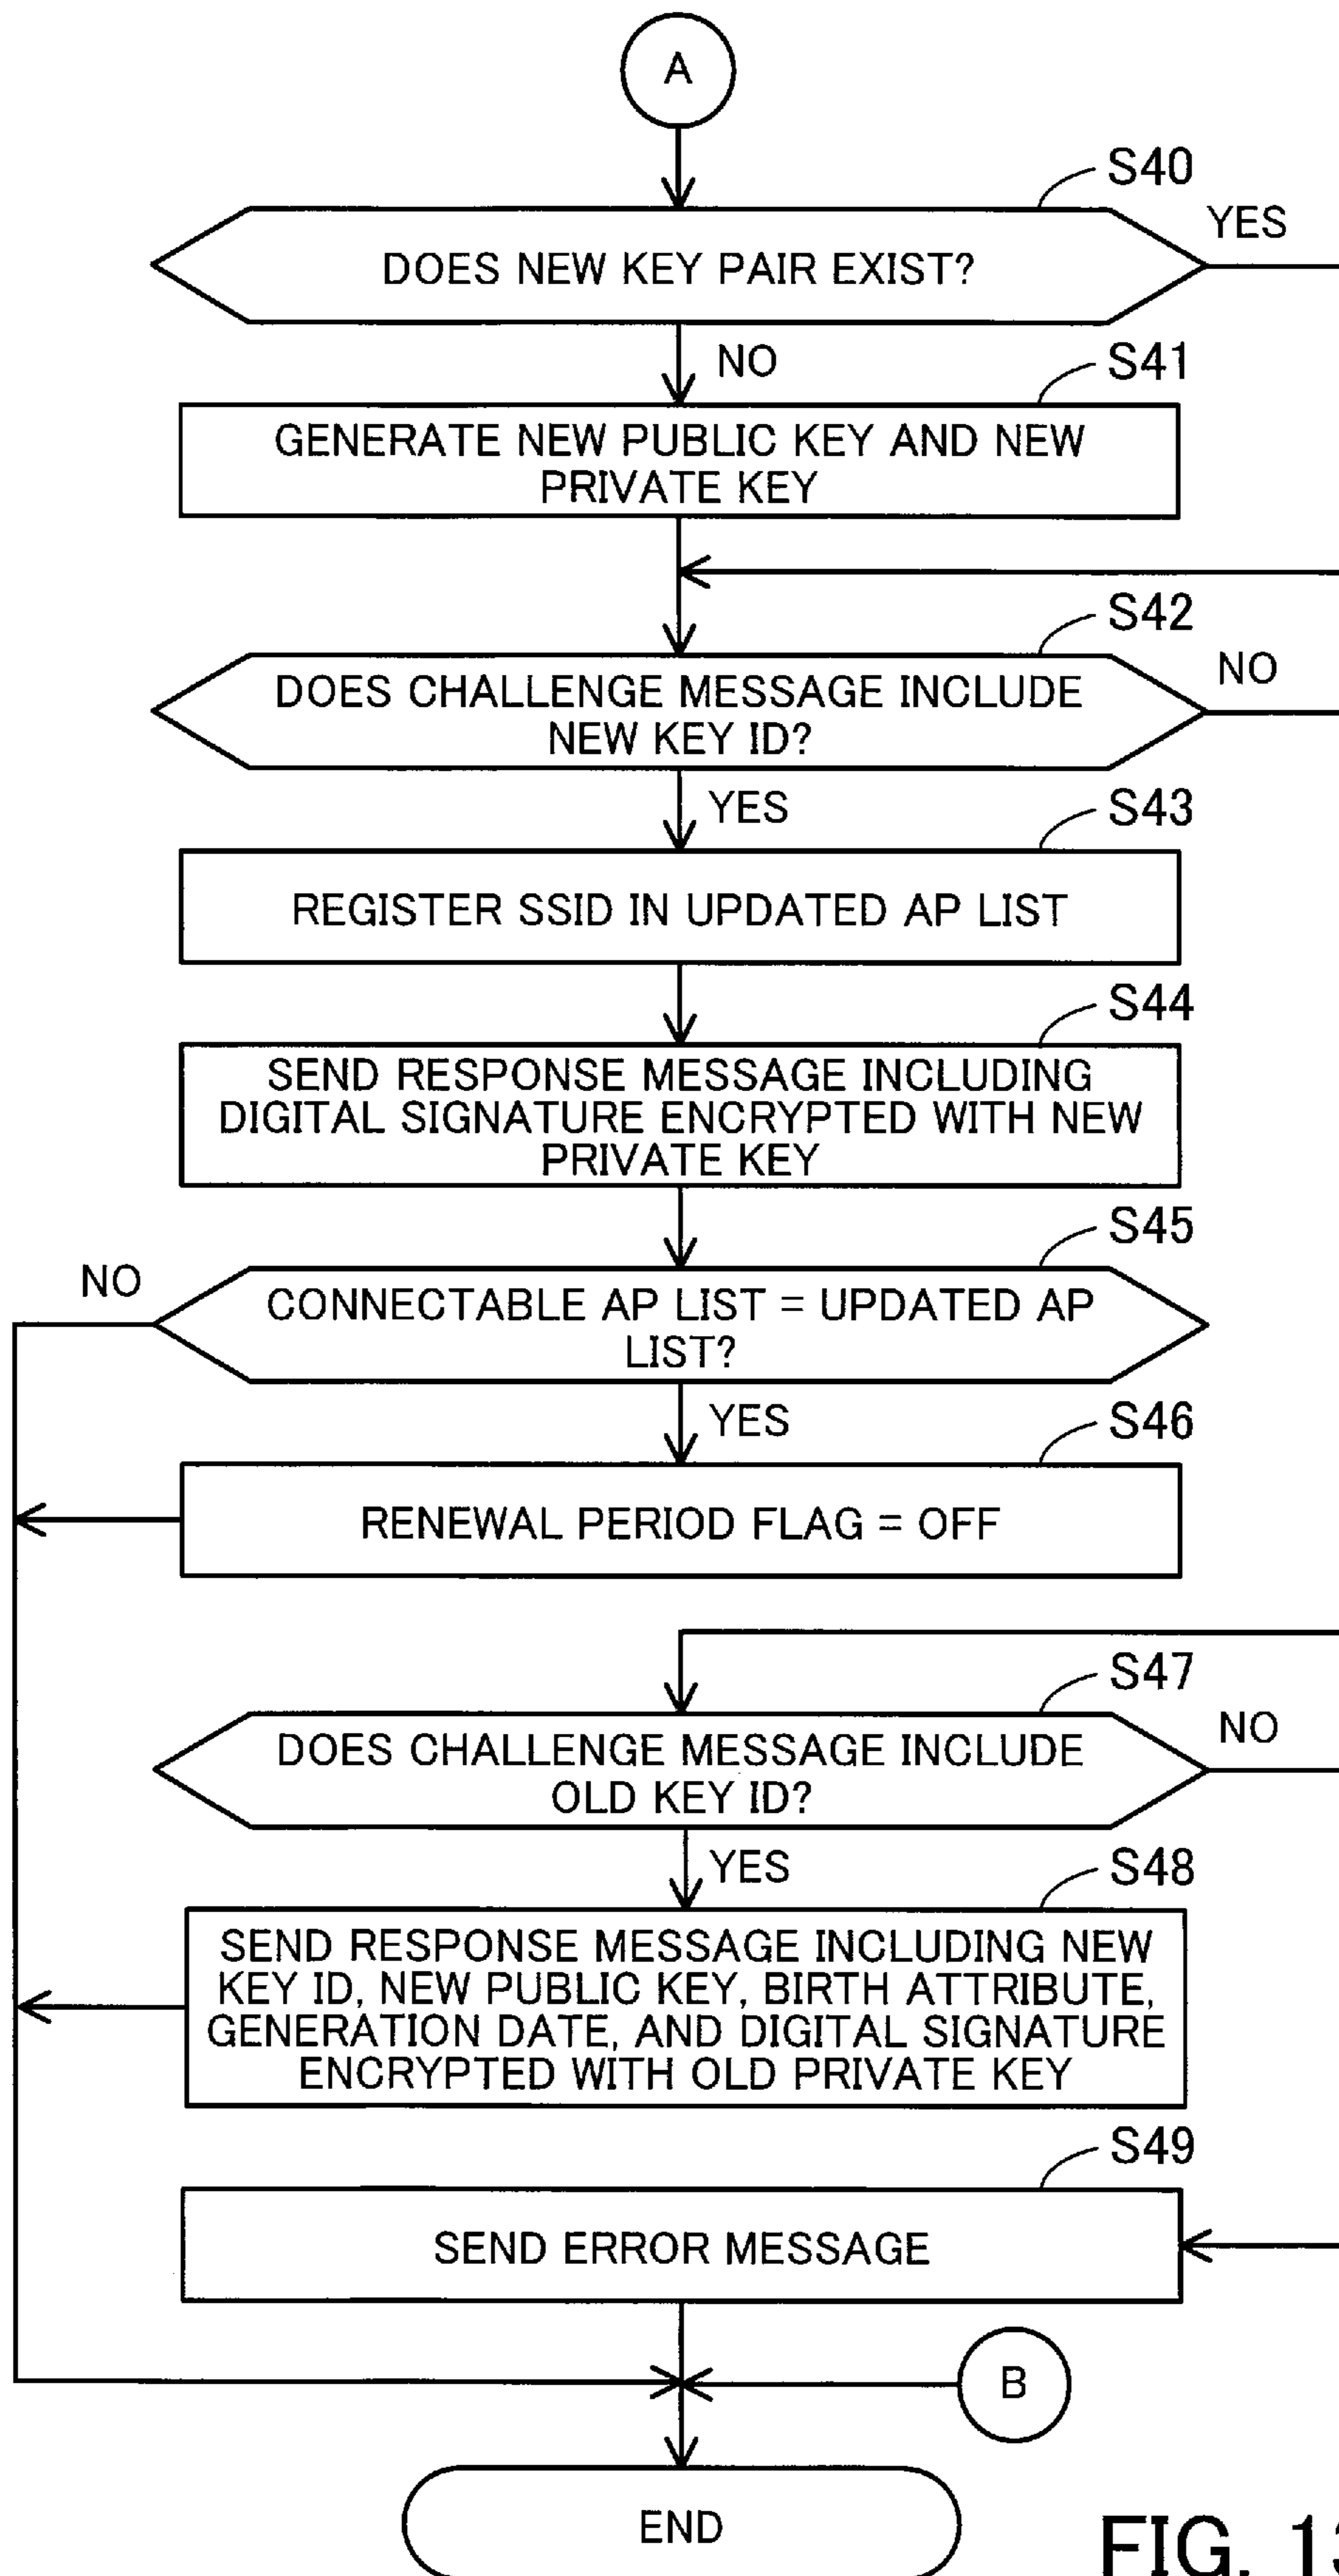 A
S40
DOES NEW KEY PAIR EXIST?
YES
NO
S41
GENERATE NEW PUBLIC KEY AND NEW
PRIVATE KEY
S42
DOES CHALLENGE MESSAGE INCLUDE
NEW KEY ID?
NO
YES
S43
REGISTER SSID IN UPDATED AP LIST
S44
SEND RESPONSE MESSAGE INCLUDING
DIGITAL SIGNATURE ENCRYPTED WITH NEW
PRIVATE KEY
S45
NO
CONNECTABLE AP LIST = UPDATED AP
LIST?
YES
S46
RENEWAL PERIOD FLAG = OFF
S47
DOES CHALLENGE MESSAGE INCLUDE
OLD KEY ID?
NO
YES
S48
SEND RESPONSE MESSAGE INCLUDING NEW
KEY ID, NEW PUBLIC KEY, BIRTH ATTRIBUTE,
GENERATION DATE, AND DIGITAL SIGNATURE
ENCRYPTED WITH OLD PRIVATE KEY
S49
SEND ERROR MESSAGE
B
END
FIG. 13